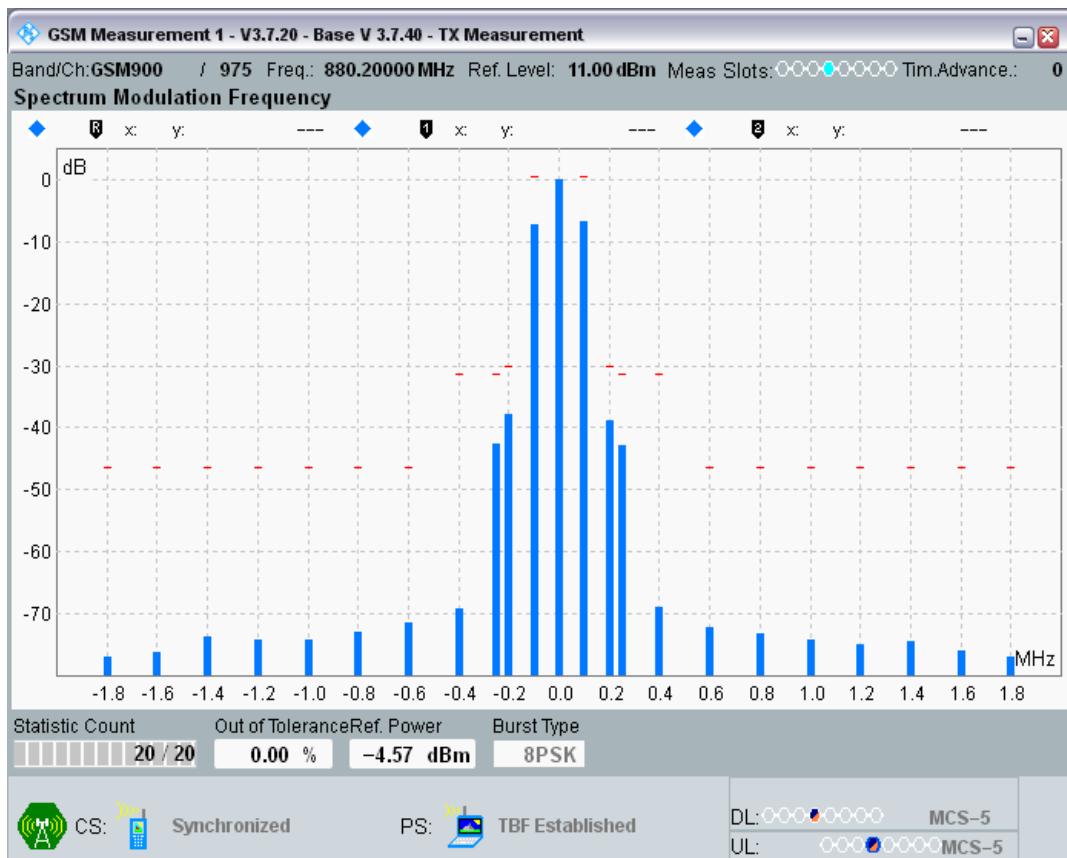 GSM Measurement 1 - V3.7.20 - Base V 3.7.40 - TX Measurement
Band/Ch:GSM900 / 975 Freq.: 880.20000 MHz Ref. Level: 11.00 dBm Meas Slots: Tim.Advance.: 0
Spectrum Modulation Frequency
R x: y: --- 1 x: y: --- 2 x: y: ---
dB
0
-10
-20
-30
-40
-50
-60
-70
MHz
-1.8 -1.6 -1.4 -1.2 -1.0 -0.8 -0.6 -0.4 -0.2 0.0 0.2 0.4 0.6 0.8 1.0 1.2 1.4 1.6 1.8
Statistic Count Out of Tolerance Ref. Power Burst Type
20 / 20 0.00 % -4.57 dBm 8PSK
CS: Synchronized PS: TBF Established
DL: MCS-5
UL: MCS-5